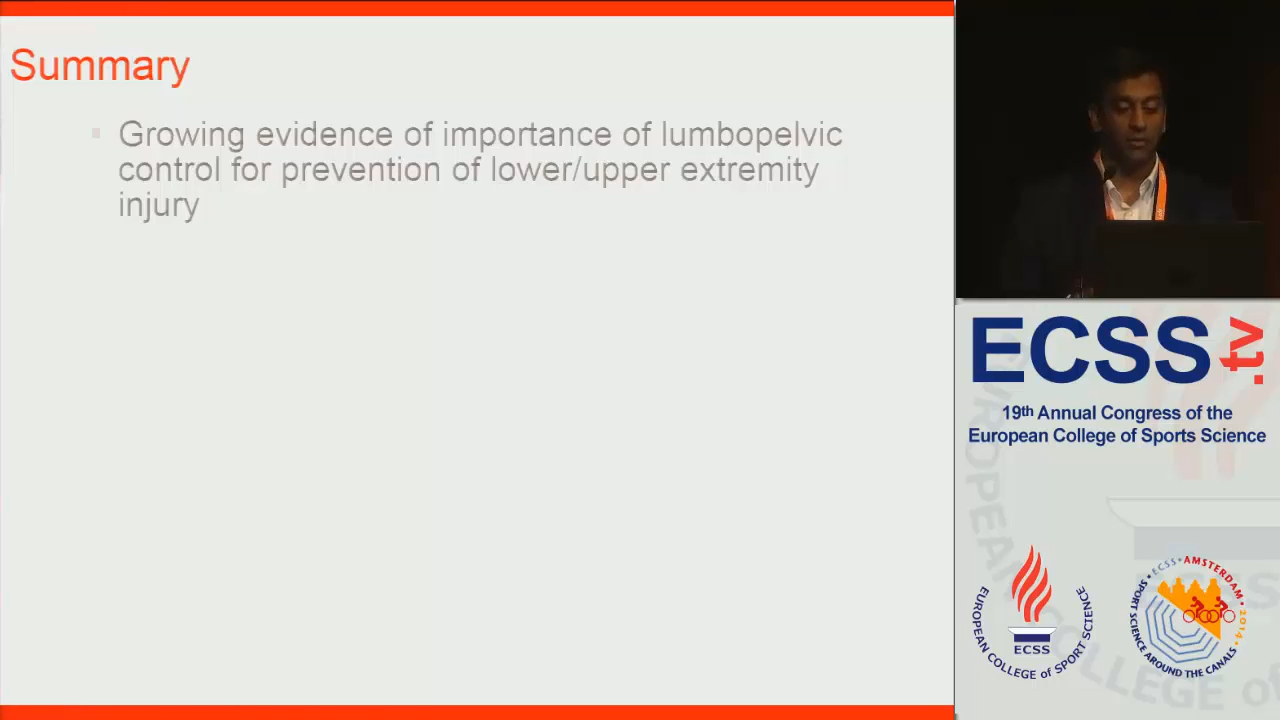 Summary
Growing evidence of importance of lumbopelvic
control for prevention of lower/upper extremity
injury
ECSS
.tv
19th Annual Congress of the
European College of Sports Science
EUROPEAN COLLEGE OF SPORT SCIENCE
ECSS
ECSS • AMSTERDAM • 2014 •
SPORT SCIENCE AROUND THE CANALS